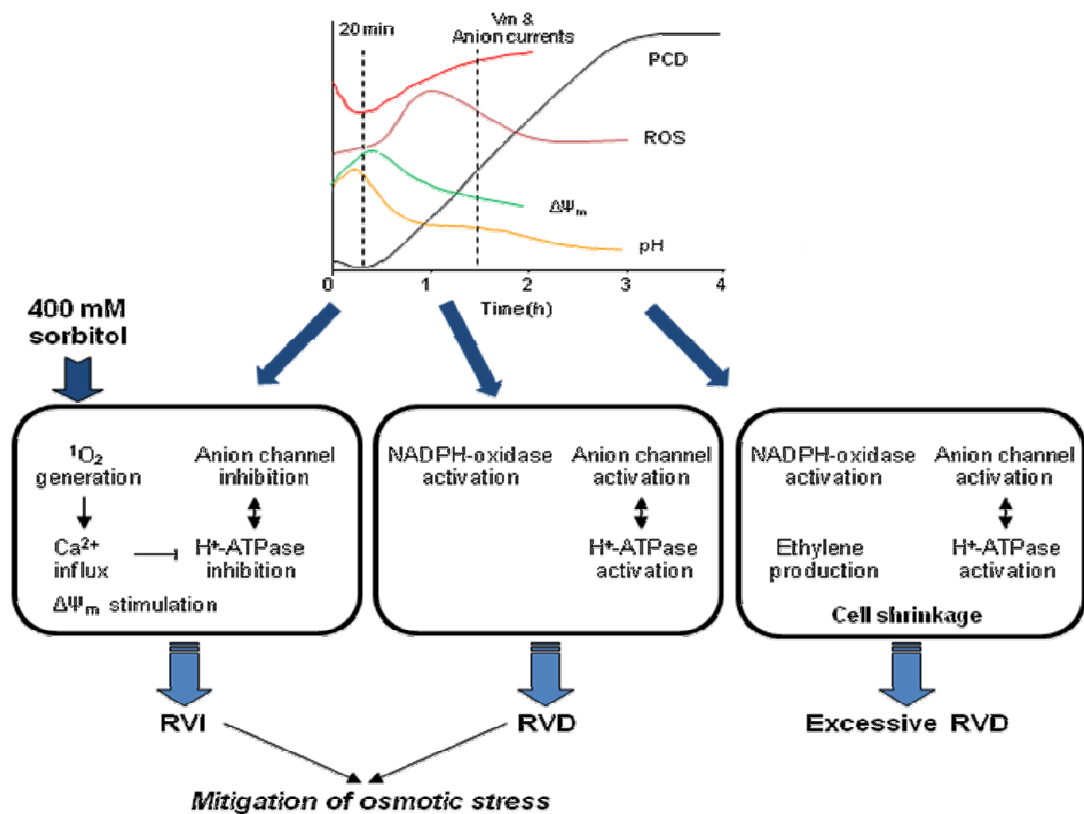 20 min
Vm &
Anion currents
PCD
ROS
ΔΨm
pH
0 1 2 3 4
Time(h)
400 mM
sorbitol
¹O₂
generation
Anion channel
inhibition
Ca²⁺
influx
H⁺-ATPase
inhibition
ΔΨm stimulation
NADPH-oxidase
activation
Anion channel
activation
H⁺-ATPase
activation
NADPH-oxidase
activation
Anion channel
activation
Ethylene
production
H⁺-ATPase
activation
Cell shrinkage
RVI
RVD
Excessive RVD
Mitigation of osmotic stress